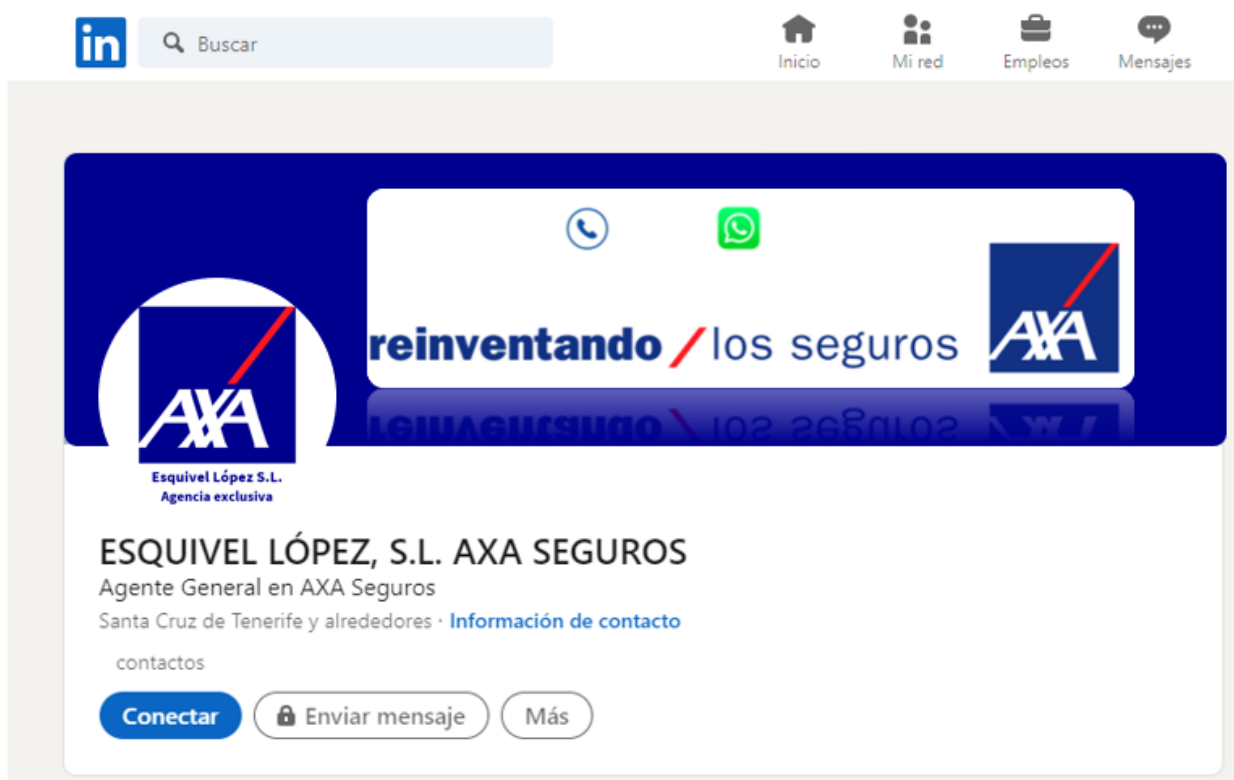 in Buscar
Inicio Mi red Empleos Mensajes
reinventando / los seguros AXA
AXA
Esquivel López S.L.
Agencia exclusiva
ESQUIVEL LÓPEZ, S.L. AXA SEGUROS
Agente General en AXA Seguros
Santa Cruz de Tenerife y alrededores · Información de contacto
contactos
Conectar Enviar mensaje Más